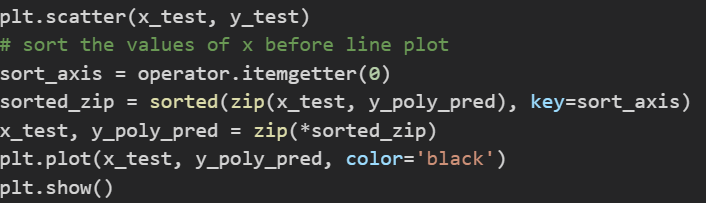 plt.scatter(x_test, y_test)
# sort the values of x before line plot
sort_axis = operator.itemgetter(0)
sorted_zip = sorted(zip(x_test, y_poly_pred), key=sort_axis)
x_test, y_poly_pred = zip(*sorted_zip)
plt.plot(x_test, y_poly_pred, color='black')
plt.show()